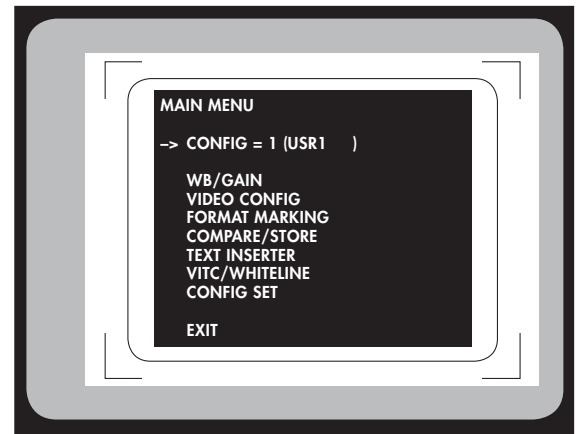 MAIN MENU
–> CONFIG = 1 (USR1 )
WB/GAIN
VIDEO CONFIG
FORMAT MARKING
COMPARE/STORE
TEXT INSERTER
VITC/WHITELINE
CONFIG SET
EXIT